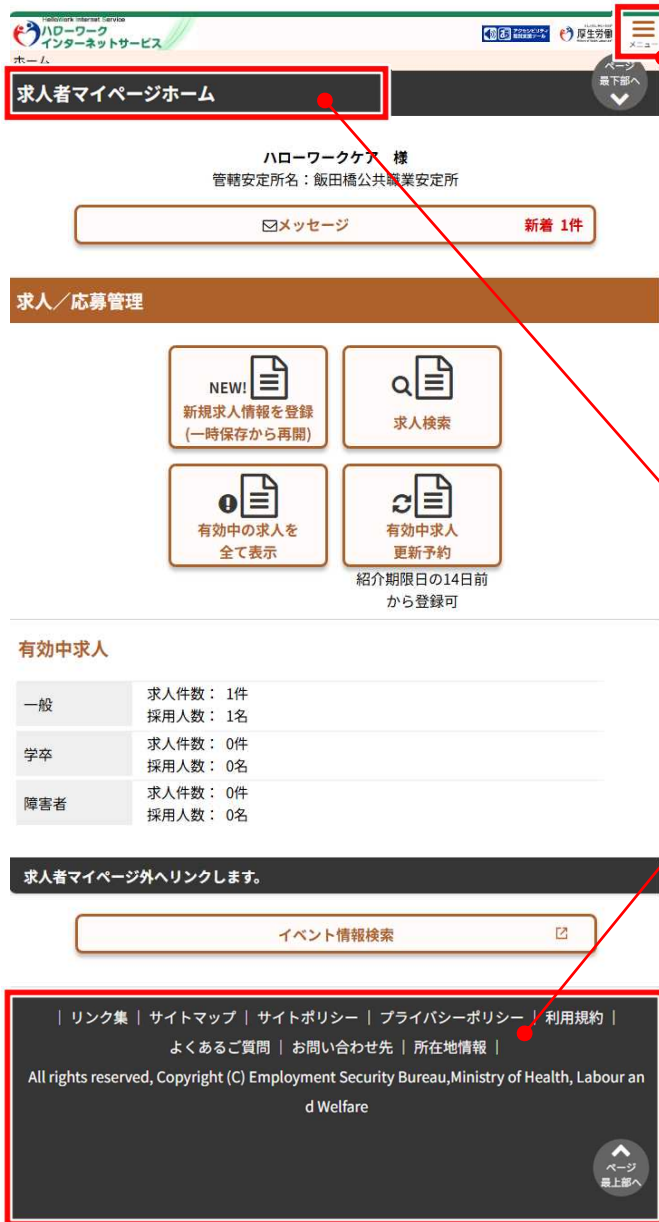 HelloWork Internet Service
ハローワーク
インターネットサービス
厚生労働
メニュー
ホーム
求人者マイページホーム
ページ
最下部へ
ハローワークケア 様
管轄安定所名：飯田橋公共職業安定所
メッセージ 新着 1件
求人／応募管理
NEW!
新規求人情報を登録
(一時保存から再開)
求人検索
有効中の求人を
全て表示
有効中求人
更新予約
紹介期限日の14日前
から登録可
有効中求人
一般
求人件数： 1件
採用人数： 1名
学卒
求人件数： 0件
採用人数： 0名
障害者
求人件数： 0件
採用人数： 0名
求人者マイページ外へリンクします。
イベント情報検索
| リンク集 | サイトマップ | サイトポリシー | プライバシーポリシー | 利用規約 |
よくあるご質問 | お問い合わせ先 | 所在地情報 |
All rights reserved, Copyright (C) Employment Security Bureau,Ministry of Health, Labour an
d Welfare
ページ
最上部へ